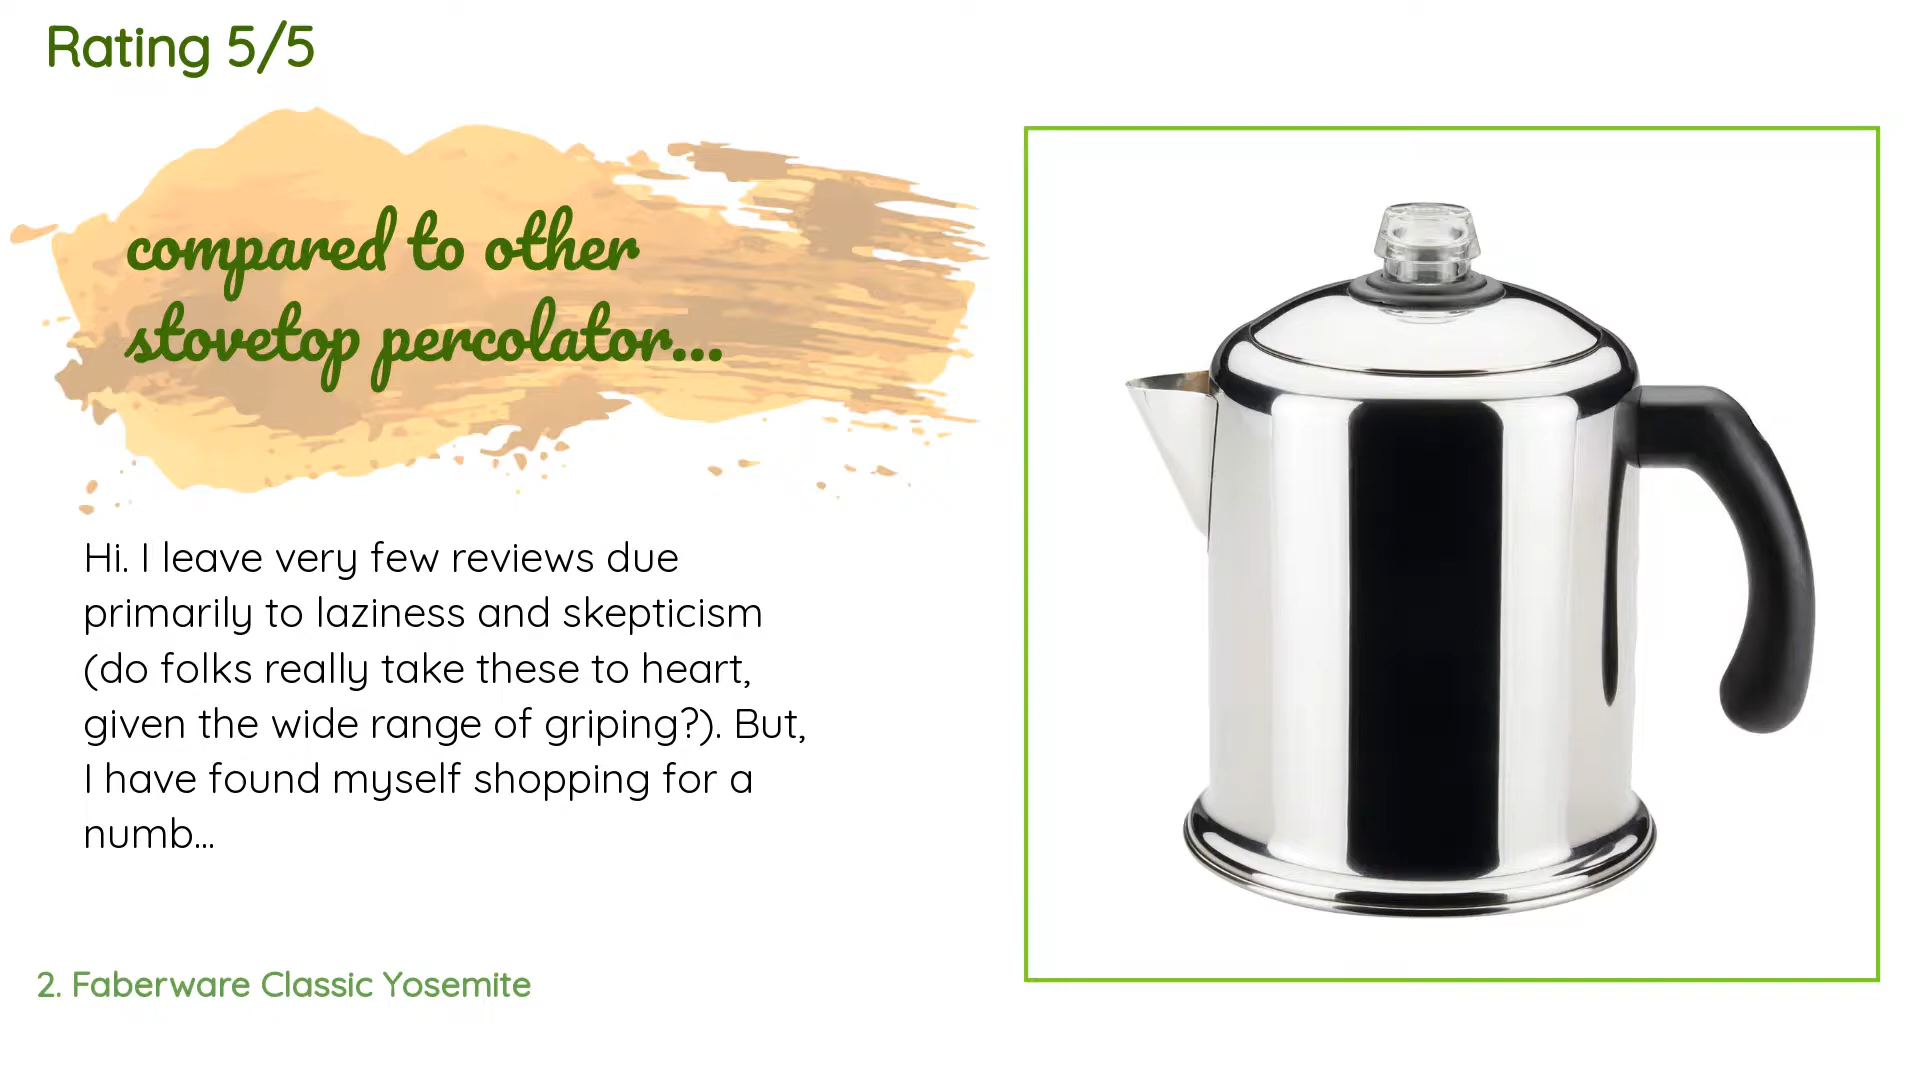 Rating 5/5
compared to other
stovetop percolator...
Hi. I leave very few reviews due
primarily to laziness and skepticism
(do folks really take these to heart,
given the wide range of griping?). But,
I have found myself shopping for a
numb...
2. Faberware Classic Yosemite